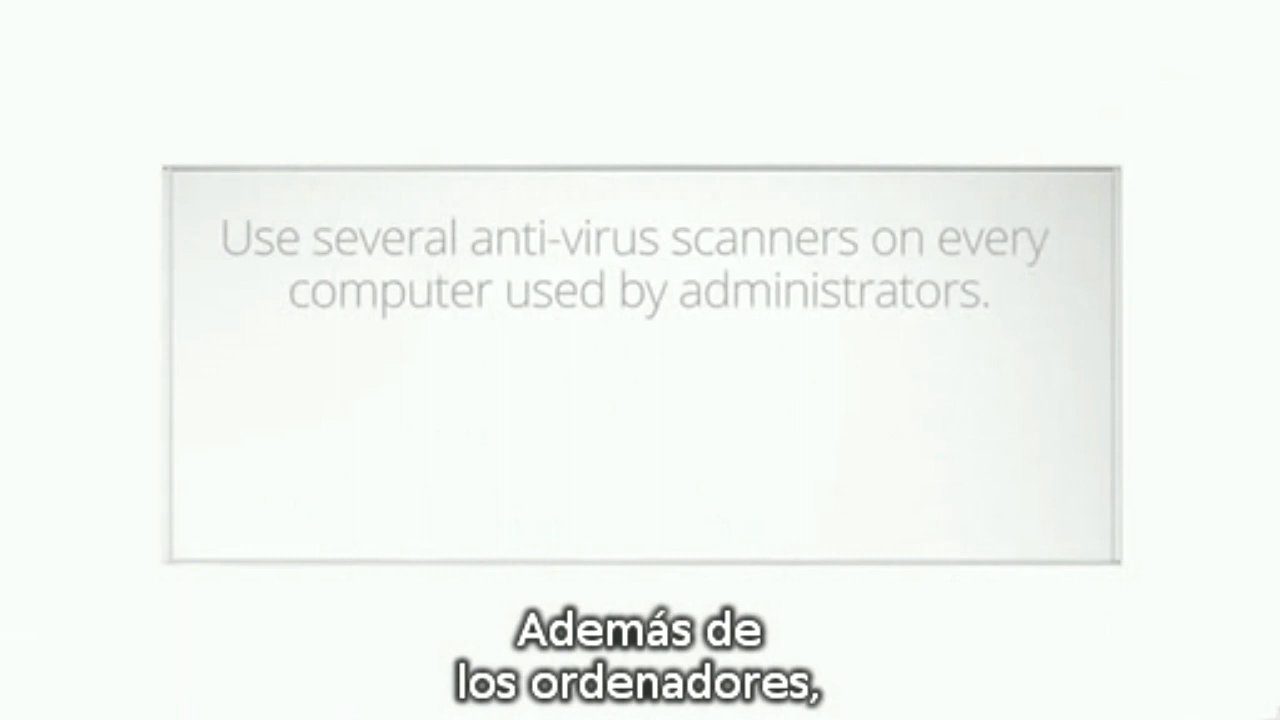 Use several anti-virus scanners on every
computer used by administrators.
Además de
los ordenadores,